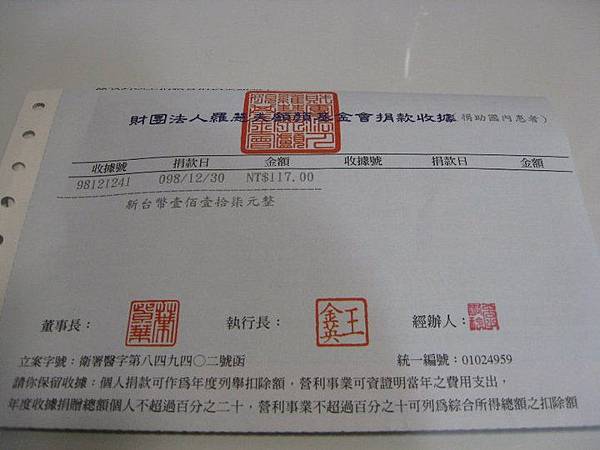 財團法人羅慧夫顱顏基金會捐款收據 捐助國內患者)
收據號 捐款日 金額 收據號 捐款日 金額
98121241 098/12/30 NT$117.00
新台幣壹佰壹拾柒元整
董事長： 執行長： 王金英 經辦人：
立案字號：衛署醫字第八四九四〇二號函 統一編號：01024959
請你保留收據：個人捐款可作為年度列舉扣除額，營利事業可資證明當年之費用支出，
年度收據捐贈總額個人不超過百分之二十，營利事業不超過百分之十可列為綜合所得總額之扣除額